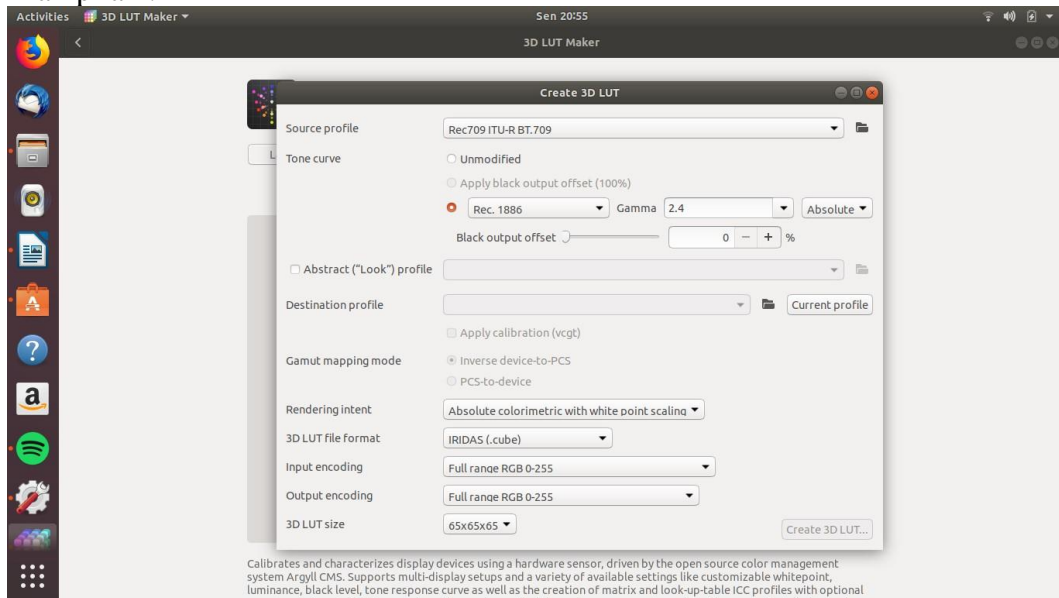 Activities 3D LUT Maker Sen 20:55
3D LUT Maker
Create 3D LUT
Source profile Rec709 ITU-R BT.709
L
Tone curve Unmodified
Apply black output offset (100%)
Rec. 1886 Gamma 2.4 Absolute
Black output offset 0 − + %
Abstract ("Look") profile
Destination profile Current profile
Apply calibration (vcgt)
Gamut mapping mode Inverse device-to-PCS
PCS-to-device
Rendering intent Absolute colorimetric with white point scaling
3D LUT file format IRIDAS (.cube)
Input encoding Full range RGB 0-255
Output encoding Full range RGB 0-255
3D LUT size 65x65x65 Create 3D LUT...
Calibrates and characterizes display devices using a hardware sensor, driven by the open source color management
system Argyll CMS. Supports multi-display setups and a variety of available settings like customizable whitepoint,
luminance, black level, tone response curve as well as the creation of matrix and look-up-table ICC profiles with optional